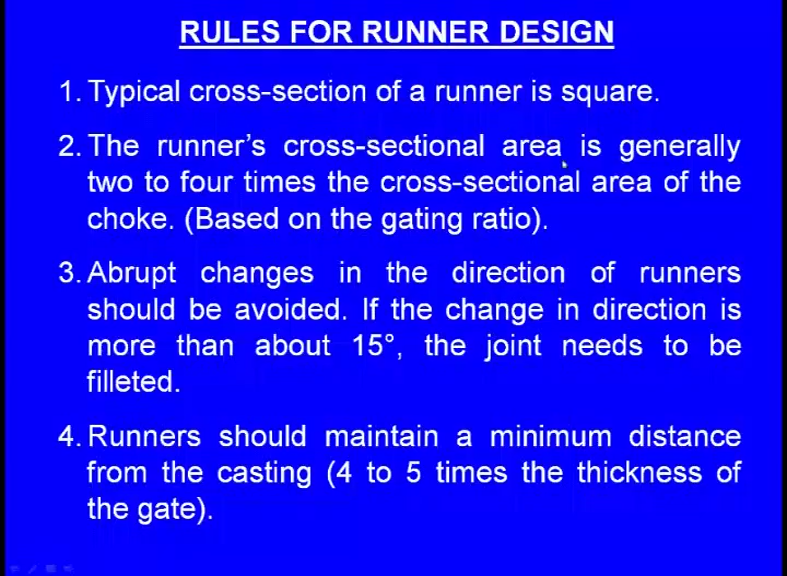 RULES FOR RUNNER DESIGN
1. Typical cross-section of a runner is square.
2. The runner's cross-sectional area is generally
two to four times the cross-sectional area of the
choke. (Based on the gating ratio).
3. Abrupt changes in the direction of runners
should be avoided. If the change in direction is
more than about 15°, the joint needs to be
filleted.
4. Runners should maintain a minimum distance
from the casting (4 to 5 times the thickness of
the gate).